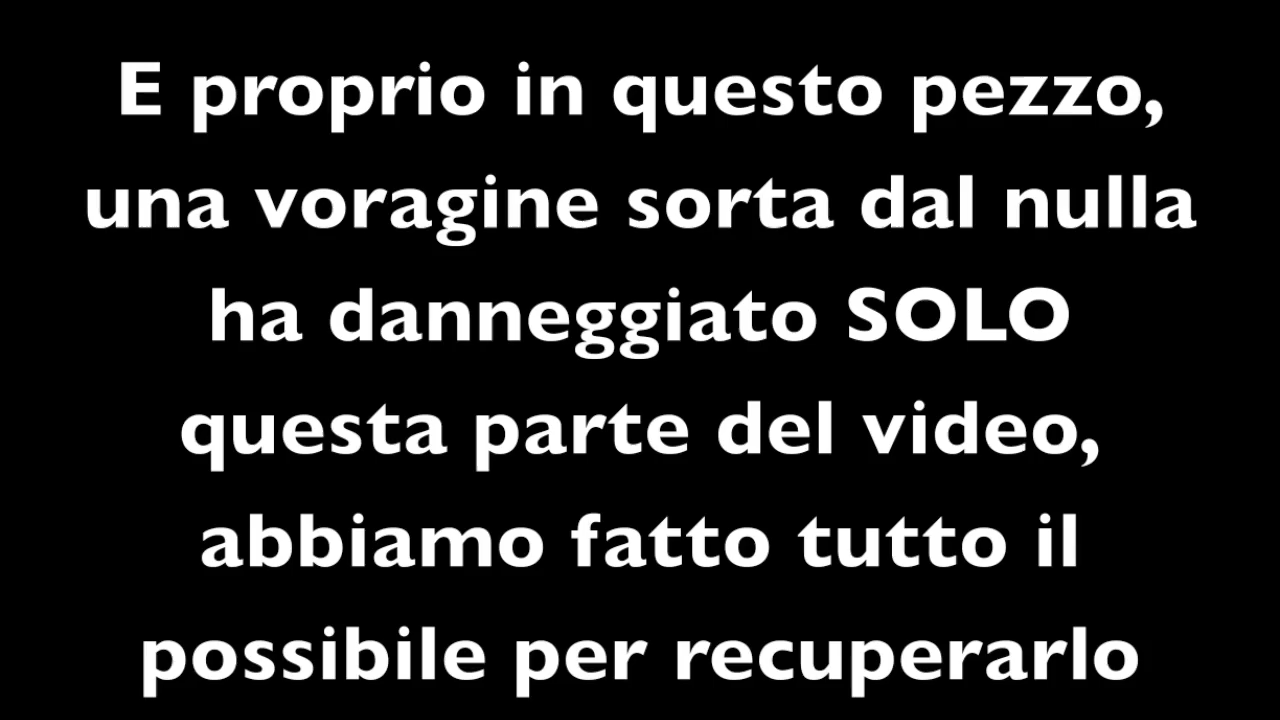 E proprio in questo pezzo,
una voragine sorta dal nulla
ha danneggiato SOLO
questa parte del video,
abbiamo fatto tutto il
possibile per recuperarlo